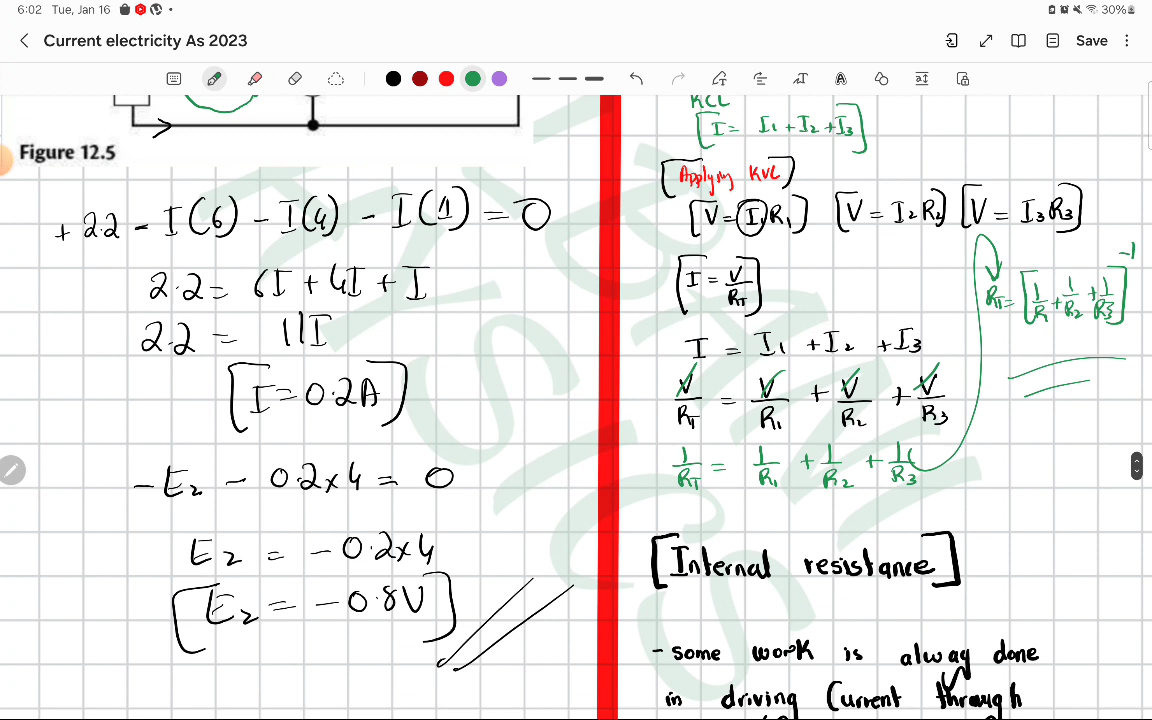 6:02 Tue, Jan 16
30%
Current electricity As 2023
Save
Figure 12.5
+ 2.2 - I(6) - I(4) - I(1) = 0
2.2 = 6I + 4I + I
2.2 = 11I
[I = 0.2A]
-E₂ - 0.2x4 = 0
E₂ = -0.2x4
[E₂ = -0.8V]
KCL
[I = I₁ + I₂ + I₃]
[Applying KVL]
[V = I₁R₁] [V = I₂R₂] [V = I₃R₃]
[I = V/R_T]
R_T = [1/R₁ + 1/R₂ + 1/R₃]⁻¹
I = I₁ + I₂ + I₃
V/R_T = V/R₁ + V/R₂ + V/R₃
1/R_T = 1/R₁ + 1/R₂ + 1/R₃
[Internal resistance]
- some work is alway done
in driving Current through